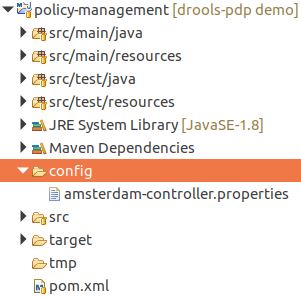 policy-management [drools-pdp demo]
src/main/java
src/main/resources
src/test/java
src/test/resources
JRE System Library [JavaSE-1.8]
Maven Dependencies
config
amsterdam-controller.properties
src
target
tmp
pom.xml